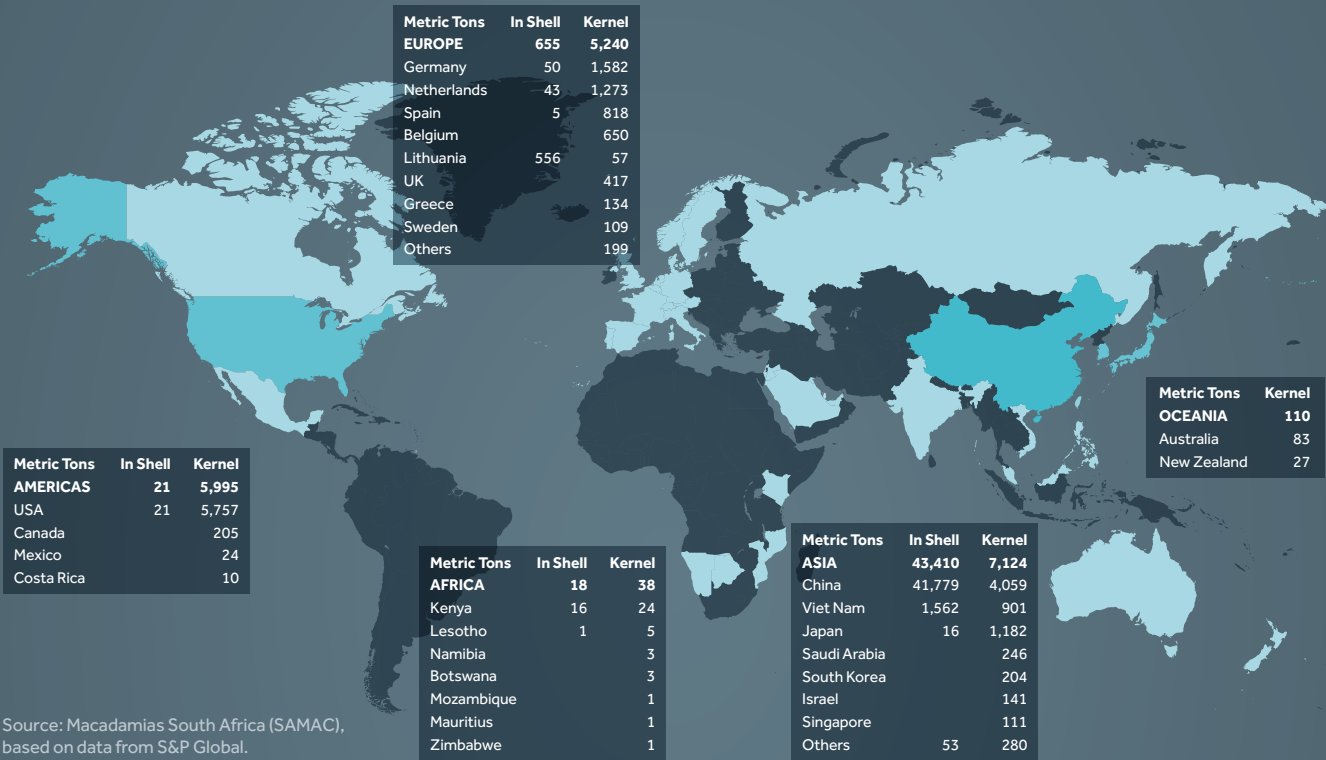 Metric Tons In Shell Kernel
EUROPE 655 5,240
Germany 50 1,582
Netherlands 43 1,273
Spain 5 818
Belgium 650
Lithuania 556 57
UK 417
Greece 134
Sweden 109
Others 199
Metric Tons Kernel
OCEANIA 110
Australia 83
New Zealand 27
Metric Tons In Shell Kernel
AMERICAS 21 5,995
USA 21 5,757
Canada 205
Mexico 24
Costa Rica 10
Metric Tons In Shell Kernel
AFRICA 18 38
Kenya 16 24
Lesotho 1 5
Namibia 3
Botswana 3
Mozambique 1
Mauritius 1
Zimbabwe 1
Metric Tons In Shell Kernel
ASIA 43,410 7,124
China 41,779 4,059
Viet Nam 1,562 901
Japan 16 1,182
Saudi Arabia 246
South Korea 204
Israel 141
Singapore 111
Others 53 280
Source: Macadamias South Africa (SAMAC),
based on data from S&P Global.